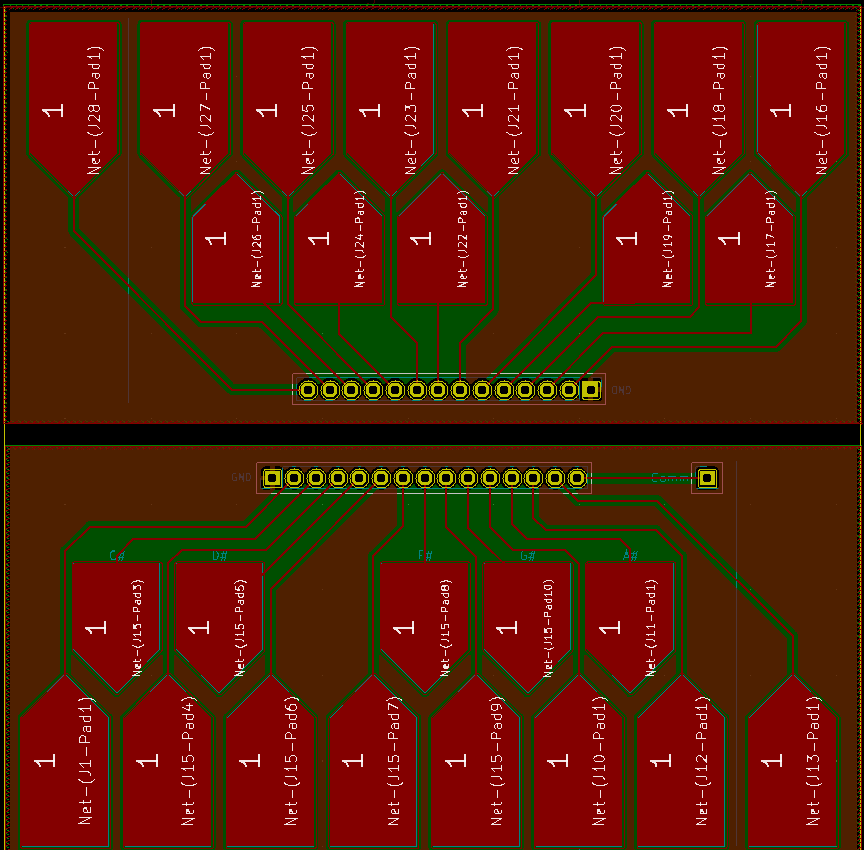 1
Net-(J28-Pad1)
1
Net-(J27-Pad1)
1
Net-(J25-Pad1)
1
Net-(J23-Pad1)
1
Net-(J21-Pad1)
1
Net-(J20-Pad1)
1
Net-(J18-Pad1)
1
Net-(J16-Pad1)
1
Net-(J26-Pad1)
1
Net-(J24-Pad1)
1
Net-(J22-Pad1)
1
Net-(J19-Pad1)
1
Net-(J17-Pad1)
GND
GND
C#
D#
F#
G#
A#
1
Net-(J15-Pad3)
1
Net-(J15-Pad5)
1
Net-(J15-Pad8)
1
Net-(J15-Pad10)
1
Net-(J11-Pad1)
1
Net-(J1-Pad1)
1
Net-(J15-Pad4)
1
Net-(J15-Pad6)
1
Net-(J15-Pad7)
1
Net-(J15-Pad9)
1
Net-(J10-Pad1)
1
Net-(J12-Pad1)
1
Net-(J13-Pad1)